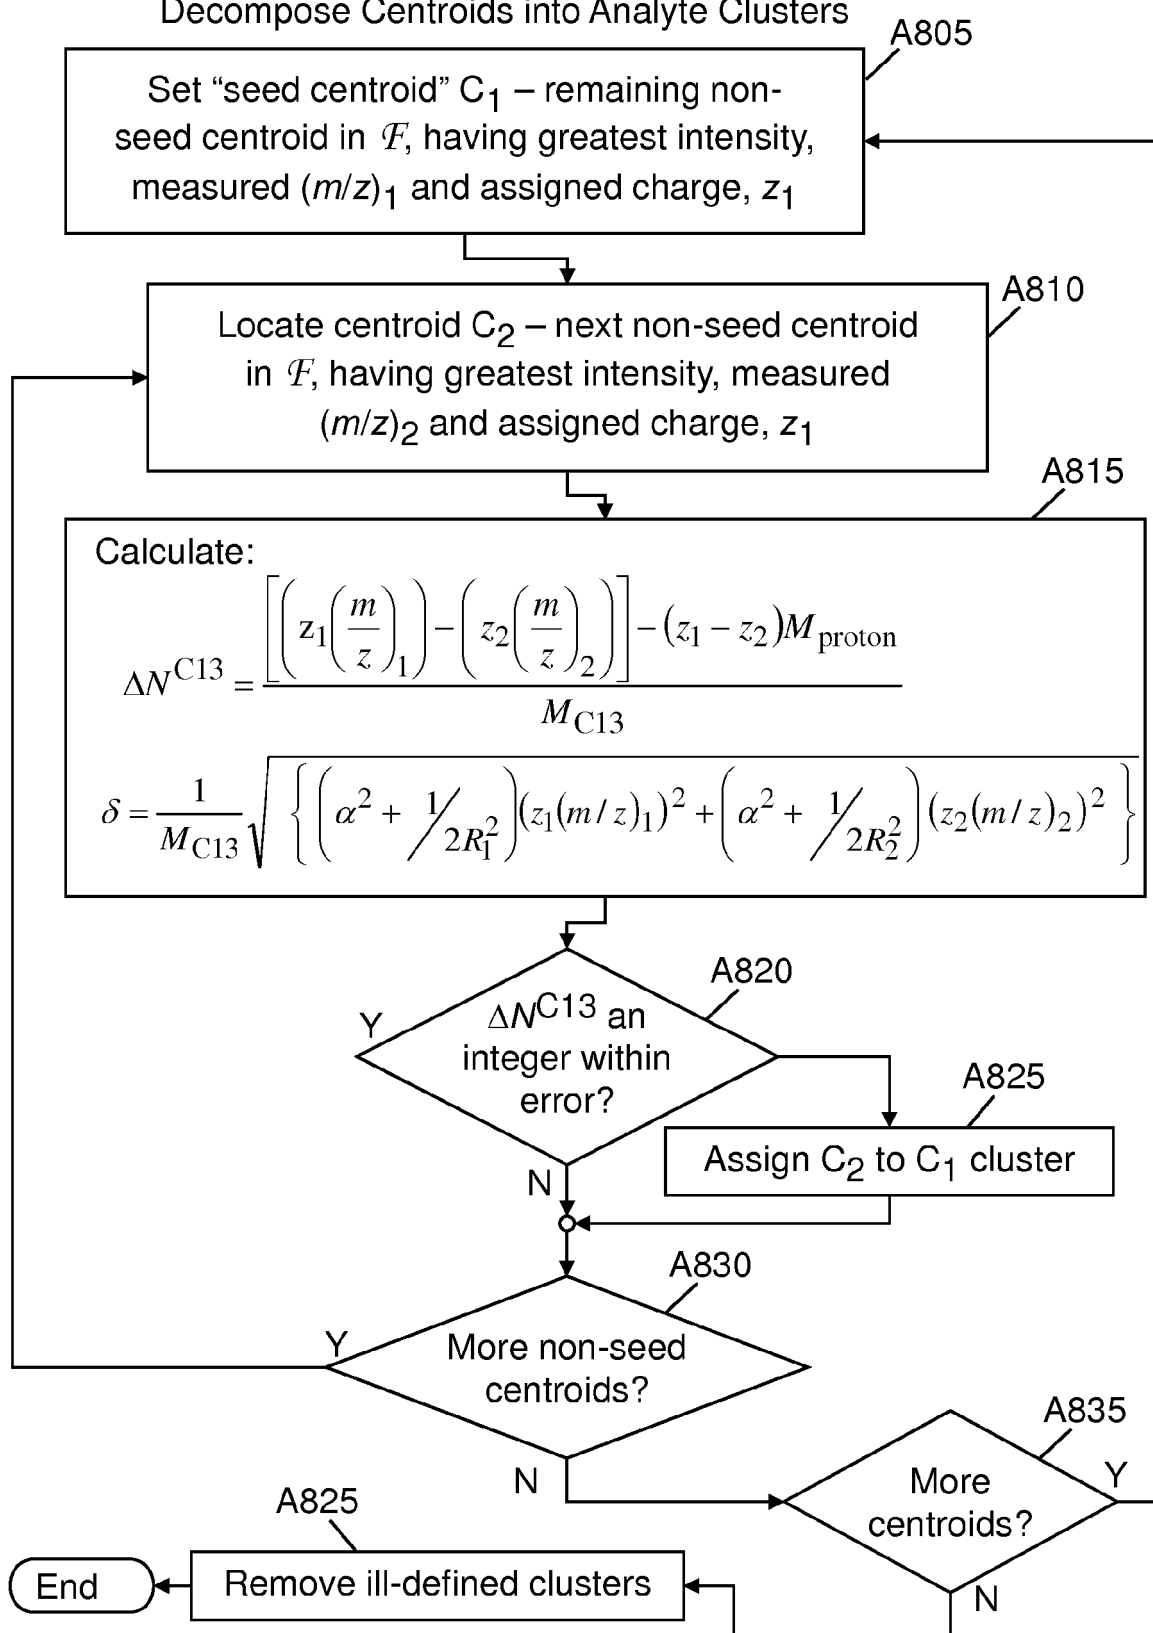 Decompose Centroids into Analyte Clusters
A805
Set “seed centroid” C₁ – remaining non-
seed centroid in ℱ, having greatest intensity,
measured (m/z)₁ and assigned charge, z₁
A810
Locate centroid C₂ – next non-seed centroid
in ℱ, having greatest intensity, measured
(m/z)₂ and assigned charge, z₁
A815
Calculate:
ΔN^C13 = [(z₁(m/z)₁) − (z₂(m/z)₂)] − (z₁ − z₂)M_proton / M_C13
δ = 1/M_C13 √{(α² + 1/2R₁²)(z₁(m/z)₁)² + (α² + 1/2R₂²)(z₂(m/z)₂)²}
A820
Y
ΔN^C13 an
integer within
error?
A825
Assign C₂ to C₁ cluster
N
A830
Y
More non-seed
centroids?
A835
N
More
centroids?
Y
A825
End
Remove ill-defined clusters
N